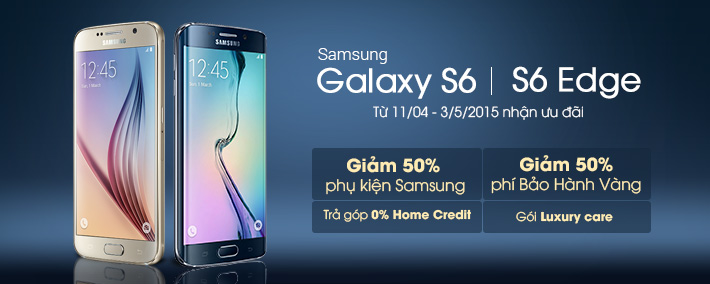 SAMSUNG
12:45
SAMSUNG
12:45
Samsung
Galaxy S6 | S6 Edge
Từ 11/04 - 3/5/2015 nhận ưu đãi
Giảm 50%
phụ kiện Samsung
Trả góp 0% Home Credit
Giảm 50%
phí Bảo Hành Vàng
Gói Luxury care